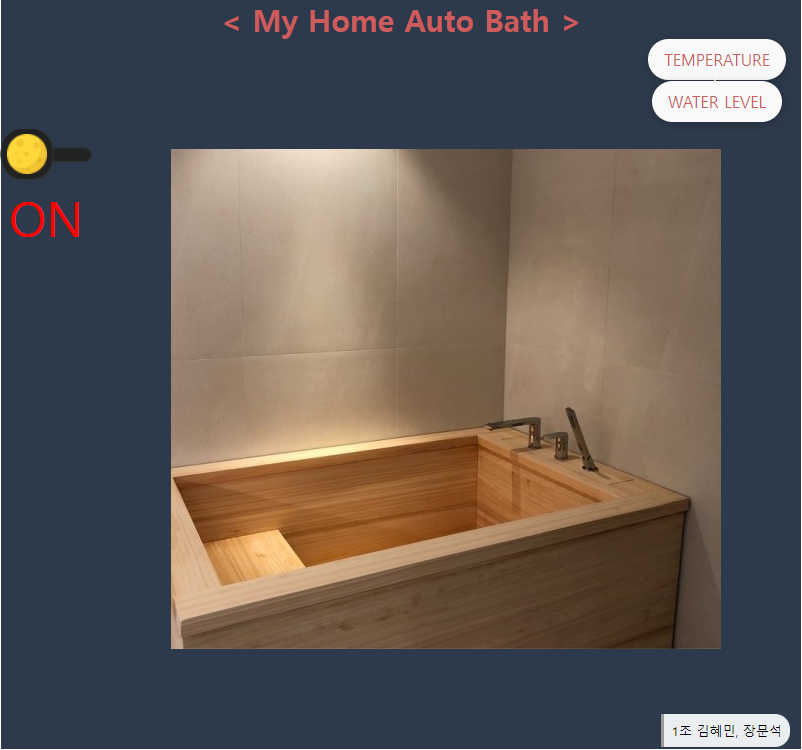 < My Home Auto Bath >
TEMPERATURE
WATER LEVEL
ON
1조 김혜민, 장문석